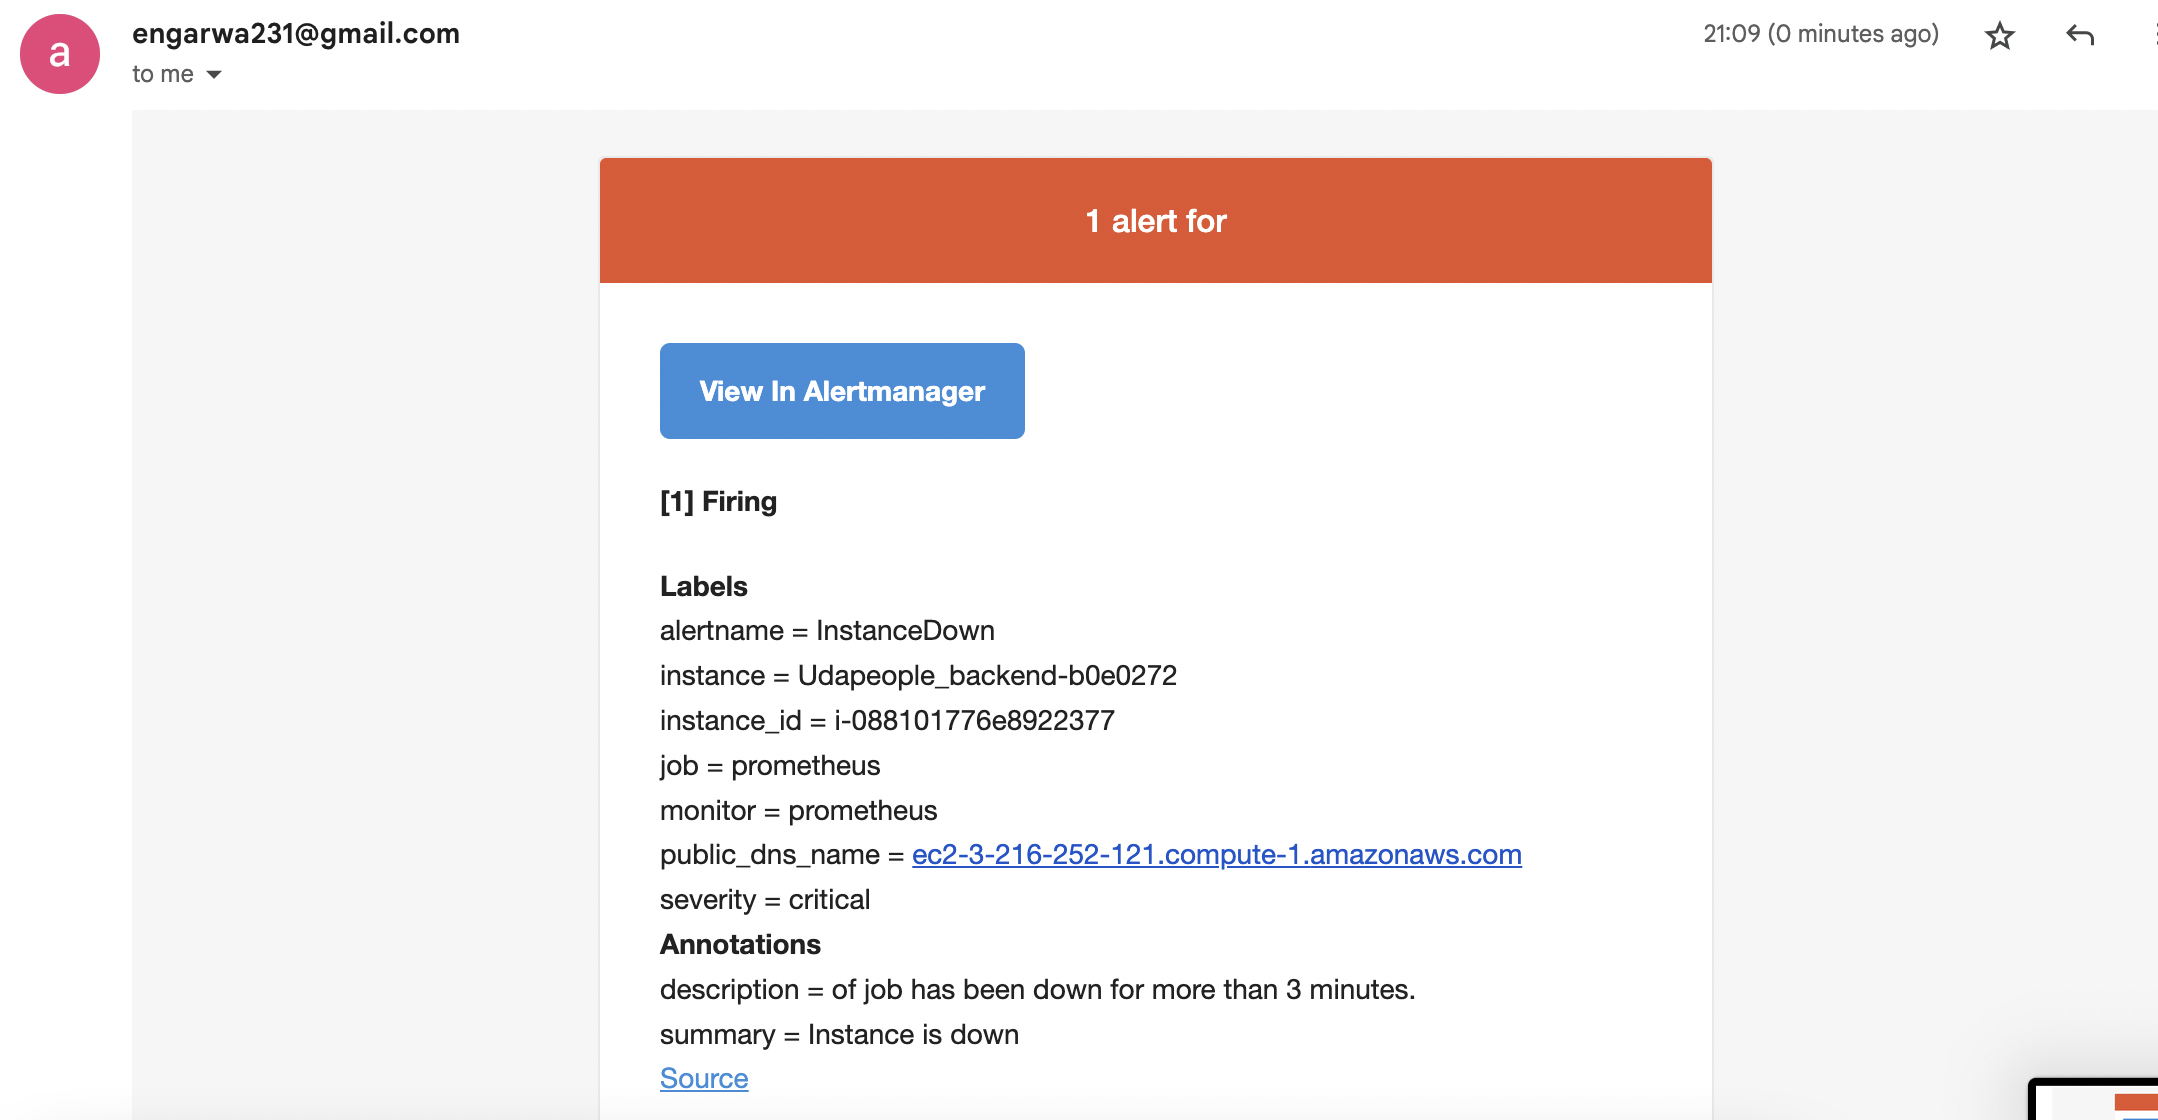 a
engarwa231@gmail.com
21:09 (0 minutes ago)
to me
1 alert for
View In Alertmanager
[1] Firing
Labels
alertname = InstanceDown
instance = Udapeople_backend-b0e0272
instance_id = i-088101776e8922377
job = prometheus
monitor = prometheus
public_dns_name = ec2-3-216-252-121.compute-1.amazonaws.com
severity = critical
Annotations
description = of job has been down for more than 3 minutes.
summary = Instance is down
Source